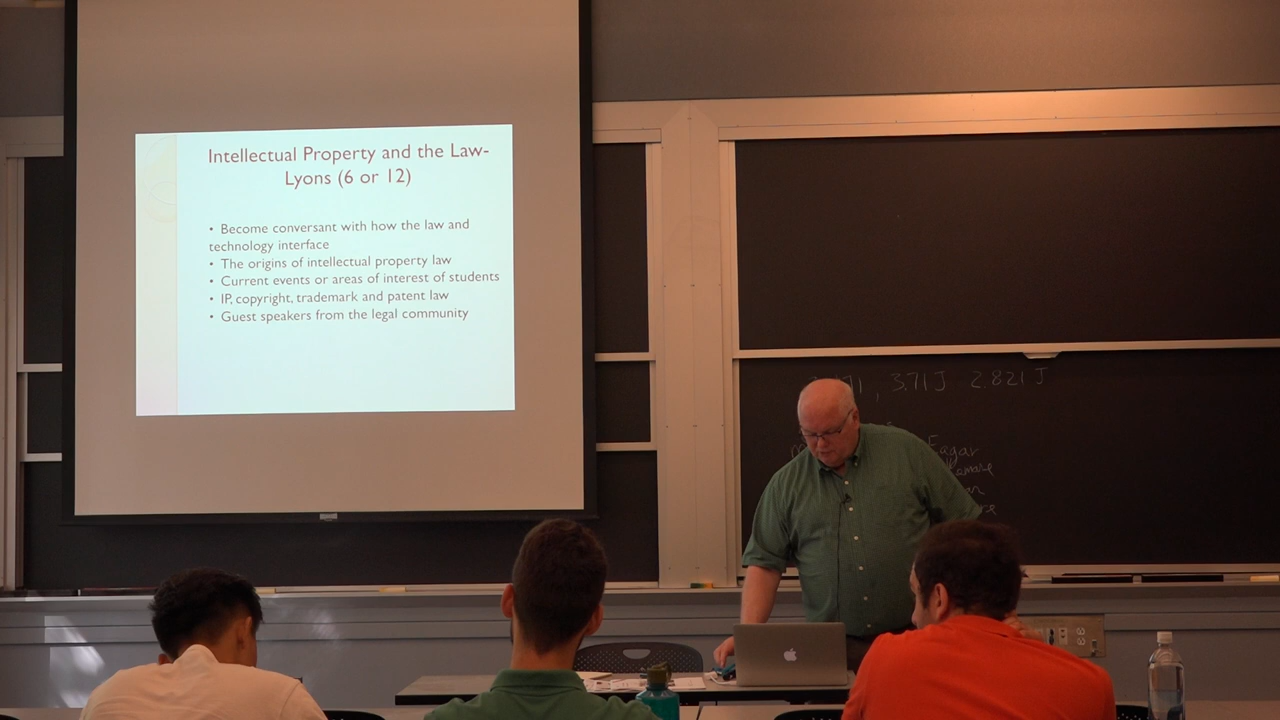 Intellectual Property and the Law-
Lyons (6 or 12)
• Become conversant with how the law and
technology interface
• The origins of intellectual property law
• Current events or areas of interest of students
• IP, copyright, trademark and patent law
• Guest speakers from the legal community
3.71J 2.821J
Eagar